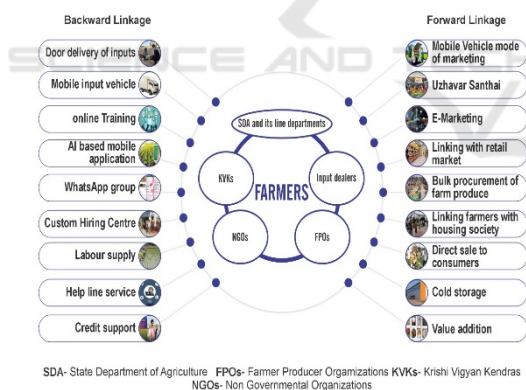 Backward Linkage
Forward Linkage
SCIENCE AND TECH
Door delivery of inputs
Mobile input vehicle
online Training
AI based mobile
application
WhatsApp group
Custom Hiring Centre
Labour supply
Help line service
Credit support
SDA and its line departments
KVKs
Input dealers
FARMERS
NGOs
FPOs
Mobile Vehicle mode
of marketing
Uzhavar Santhai
E-Marketing
Linking with retail
market
Bulk procurement of
farm produce
Linking farmers with
housing society
Direct sale to
consumers
Cold storage
Value addition
SDA- State Department of Agriculture FPOs- Farmer Producer Organizations KVKs- Krishi Vigyan Kendras
NGOs- Non Governmental Organizations